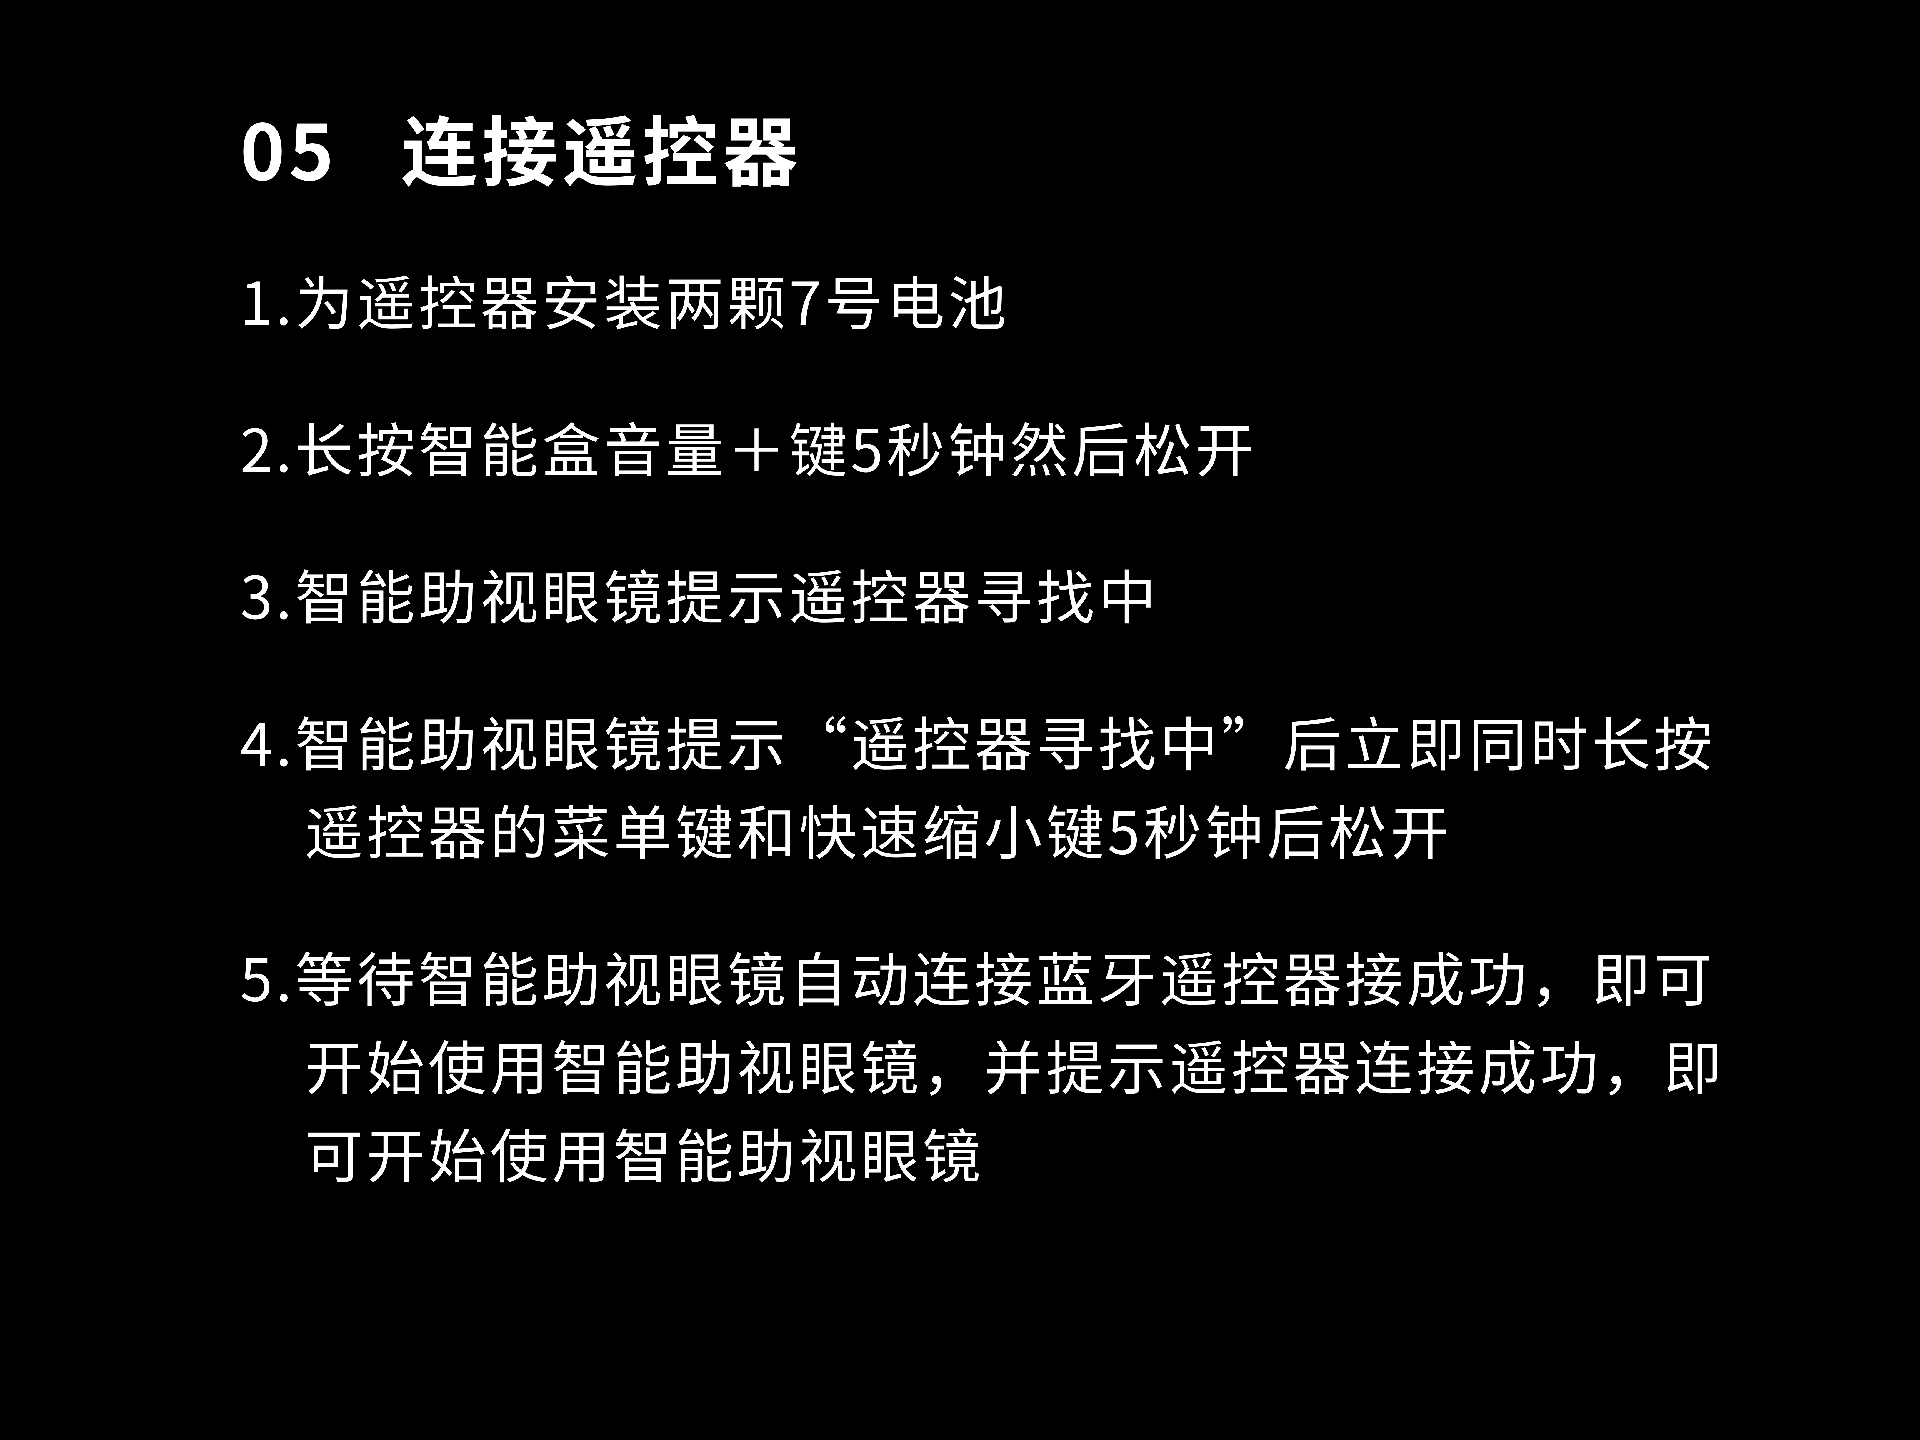 05 连接遥控器
1.为遥控器安装两颗7号电池
2.长按智能盒音量＋键5秒钟然后松开
3.智能助视眼镜提示遥控器寻找中
4.智能助视眼镜提示“遥控器寻找中”后立即同时长按
遥控器的菜单键和快速缩小键5秒钟后松开
5.等待智能助视眼镜自动连接蓝牙遥控器接成功，即可
开始使用智能助视眼镜，并提示遥控器连接成功，即
可开始使用智能助视眼镜